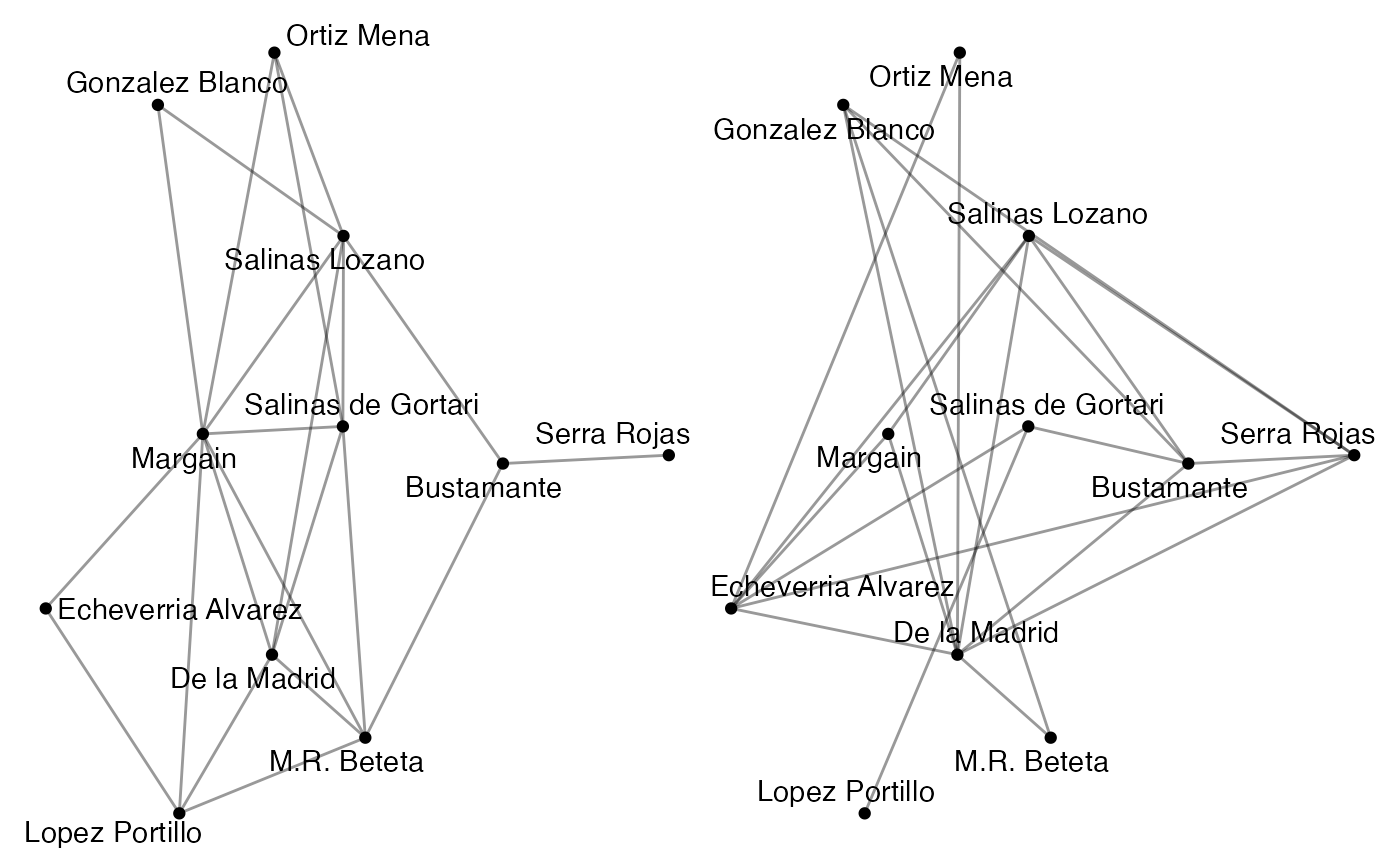 Ortiz Mena
Gonzalez Blanco
Salinas Lozano
Salinas de Gortari
Serra Rojas
Margain
Bustamante
Echeverria Alvarez
De la Madrid
M.R. Beteta
Lopez Portillo
Ortiz Mena
Gonzalez Blanco
Salinas Lozano
Salinas de Gortari
Serra Rojas
Margain
Bustamante
Echeverria Alvarez
De la Madrid
M.R. Beteta
Lopez Portillo